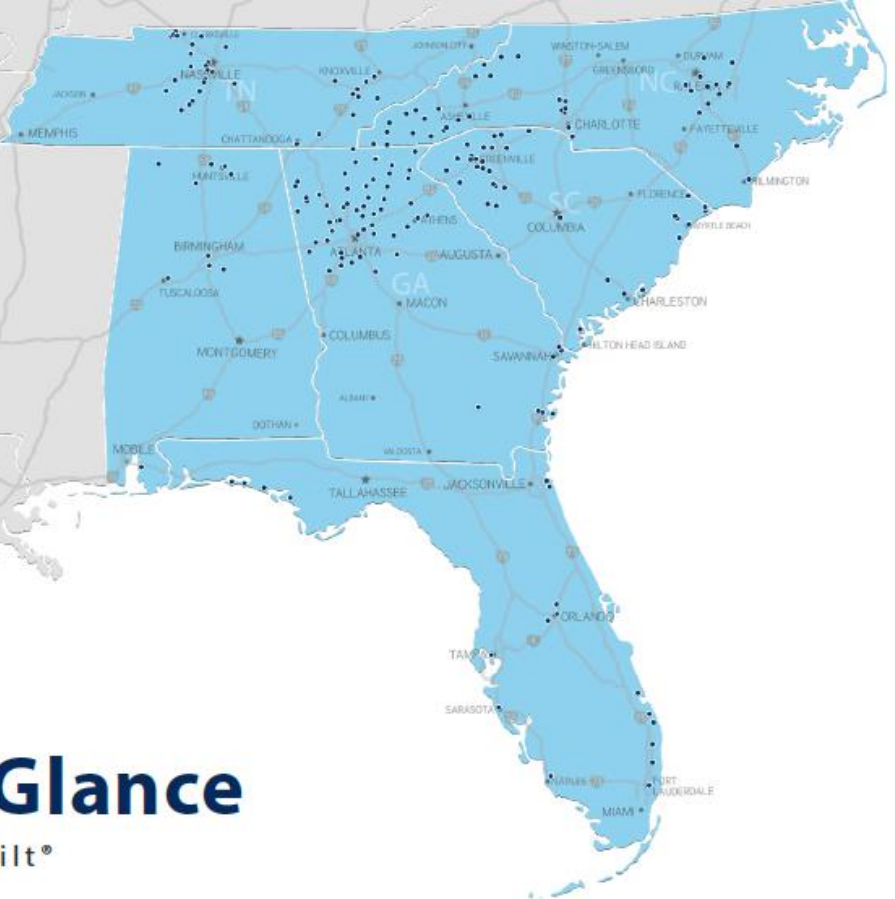 CLARKSVILLE
JOHNSON CITY
WINSTON-SALEM
DURHAM
NASHVILLE
KNOXVILLE
GREENSBORO
TN
NC
RALEIGH
JACKSON
ASHEVILLE
MEMPHIS
CHATTANOOGA
CHARLOTTE
FAYETTEVILLE
GREENVILLE
HUNTSVILLE
WILMINGTON
SC
FLORENCE
ATHENS
COLUMBIA
MYRTLE BEACH
BIRMINGHAM
ATLANTA
AUGUSTA
GA
TUSCALOOSA
MACON
CHARLESTON
COLUMBUS
HILTON HEAD ISLAND
MONTGOMERY
SAVANNAH
ALBANY
DOTHAN
MOBILE
VALDOSTA
TALLAHASSEE
JACKSONVILLE
ORLANDO
TAMPA
SARASOTA
NAPLES
FORT
LAUDERDALE
MIAMI
Glance
ilt®